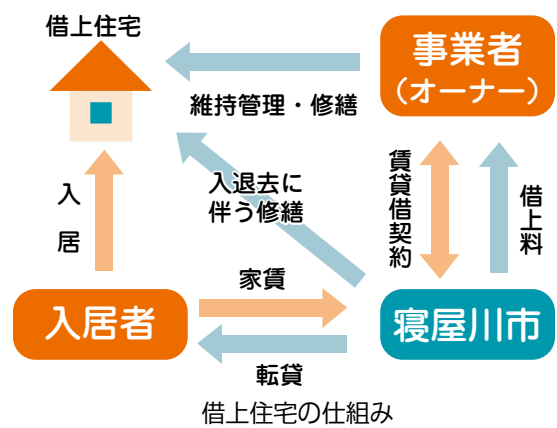 借上住宅
事業者
（オーナー）
維持管理・修繕
入退去に
伴う修繕
賃貸借契約
借上料
入居
家賃
入居者
寝屋川市
転貸
借上住宅の仕組み